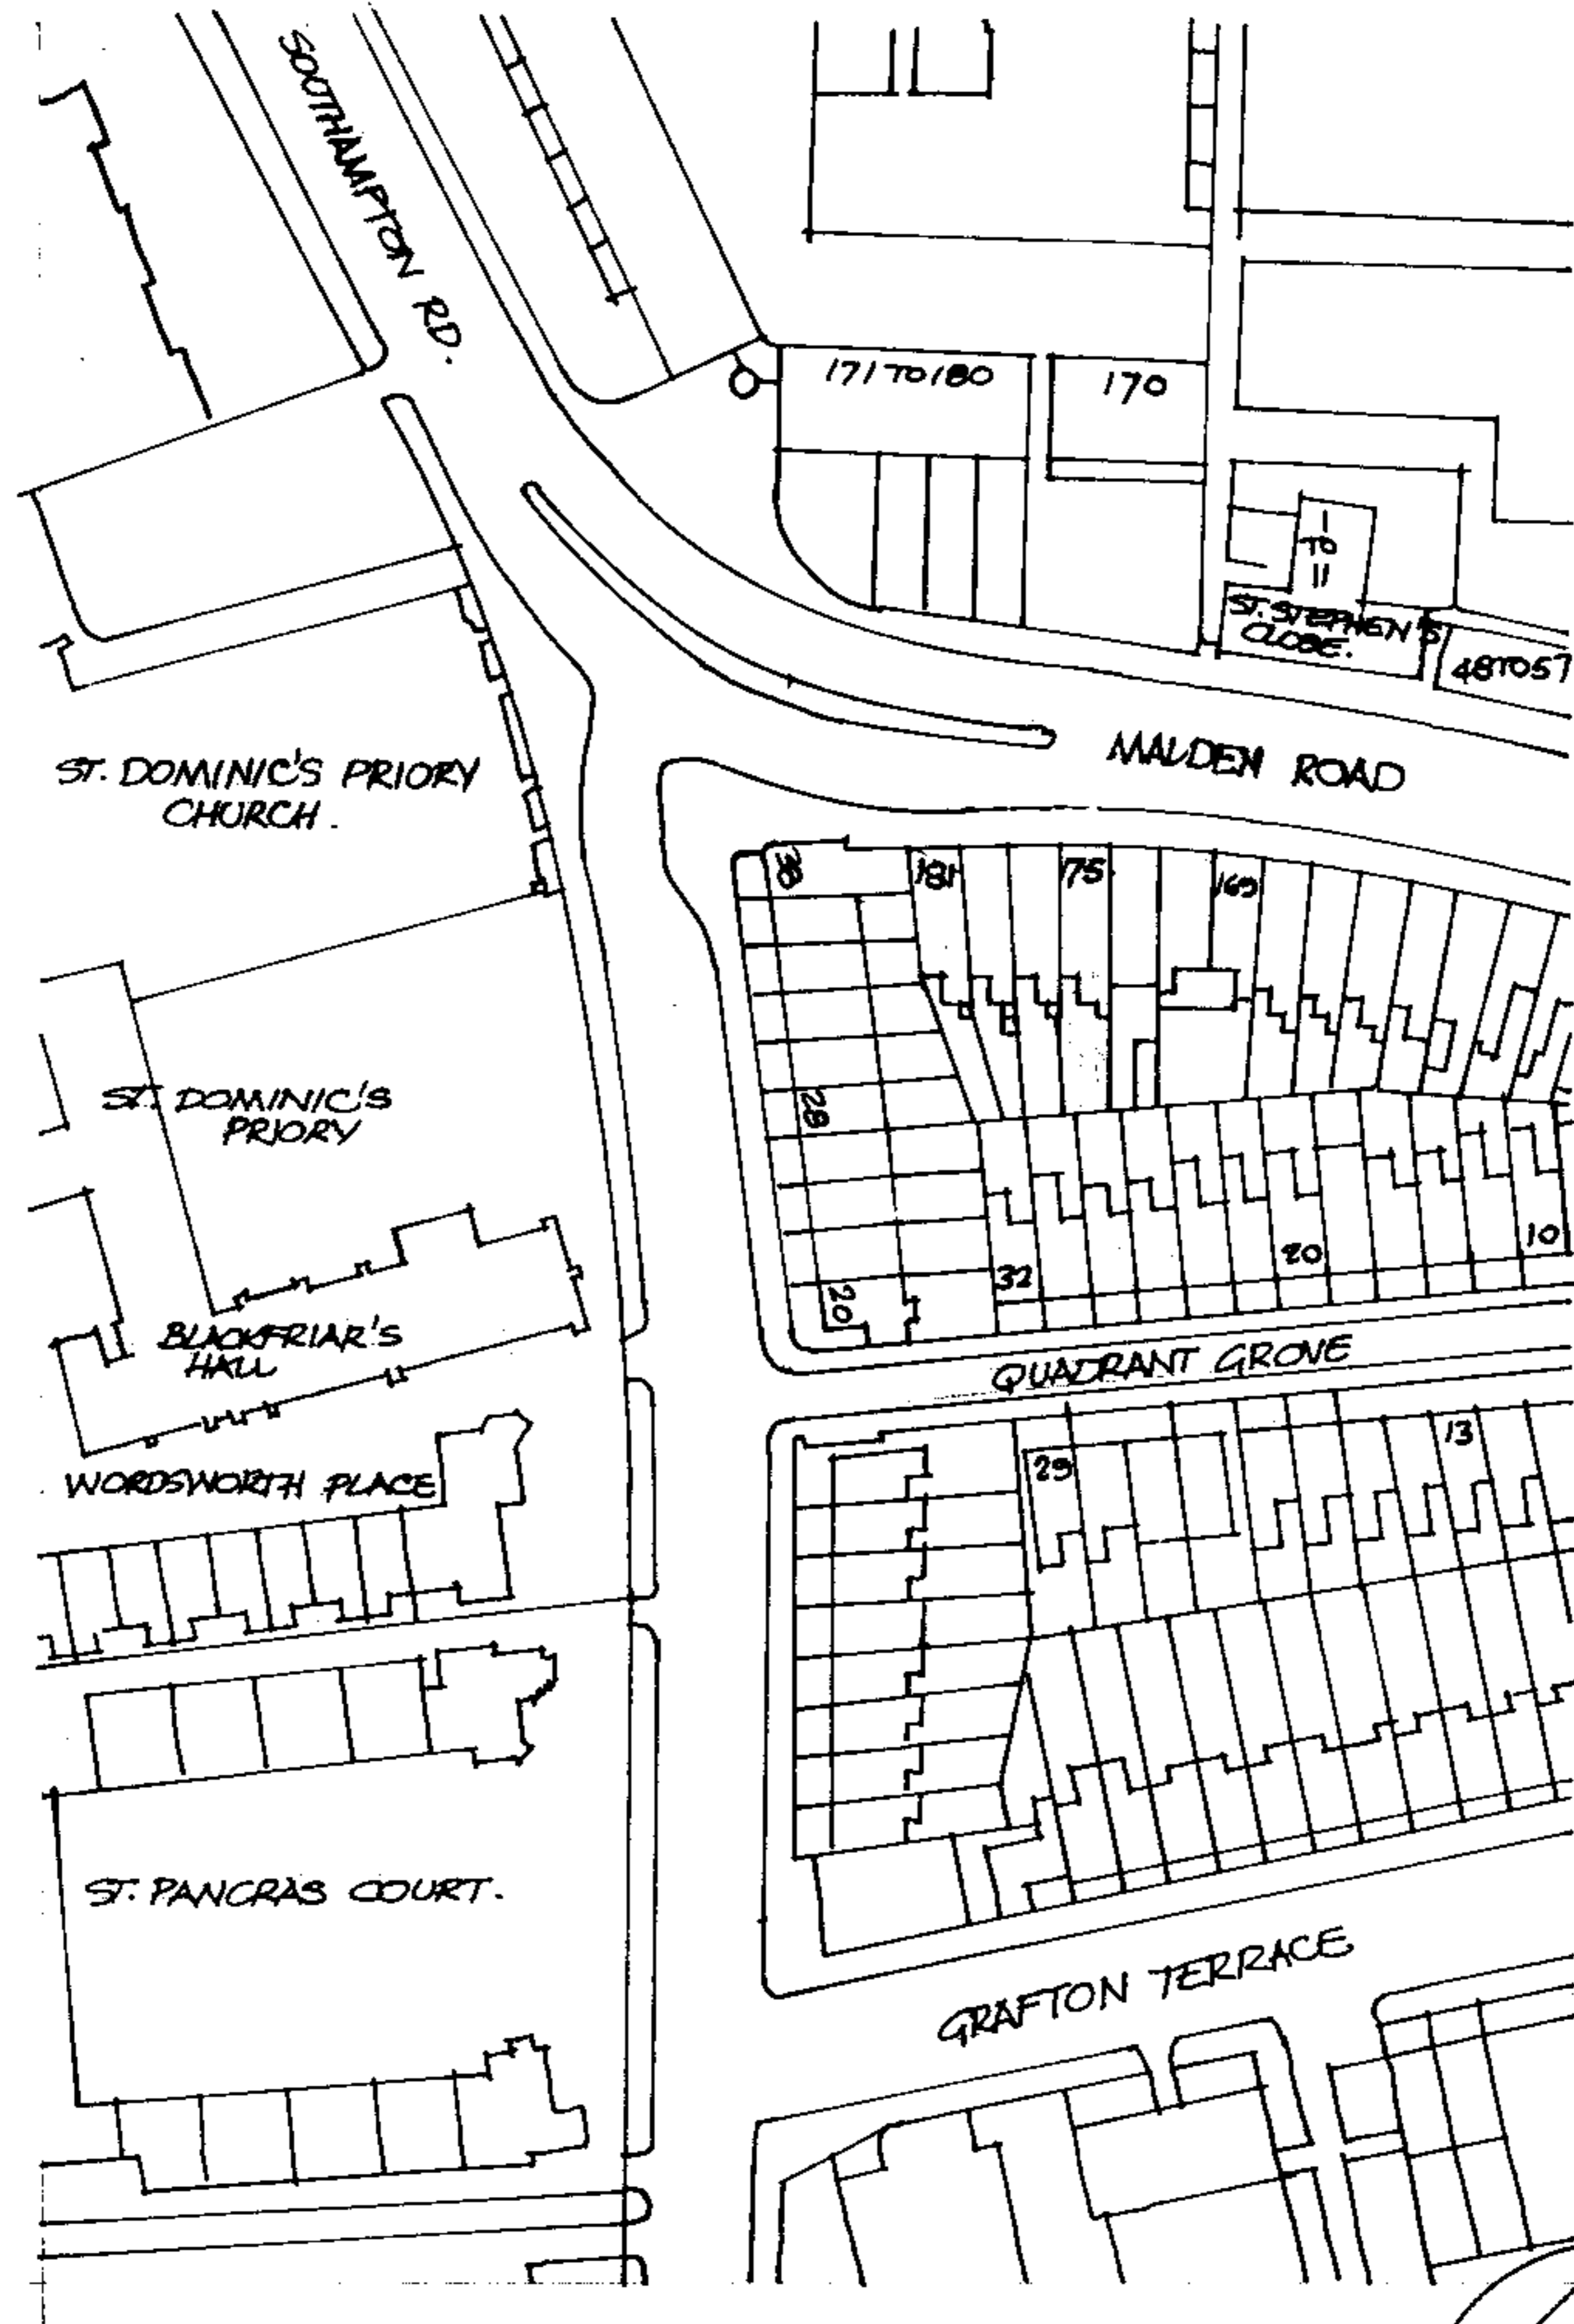 SOUTHAMPTON RD.
171 TO 180
170
1 TO 11
ST. STEPHEN'S
CLOSE.
48TO57
MALDEN ROAD
ST. DOMINIC'S PRIORY
CHURCH.
38
181
175
169
ST. DOMINIC'S
PRIORY
28
20
32
20
10
BLACKFRIAR'S
HALL
QUADRANT GROVE
WORDSWORTH PLACE
29
13
ST. PANCRAS COURT.
GRAFTON TERRACE